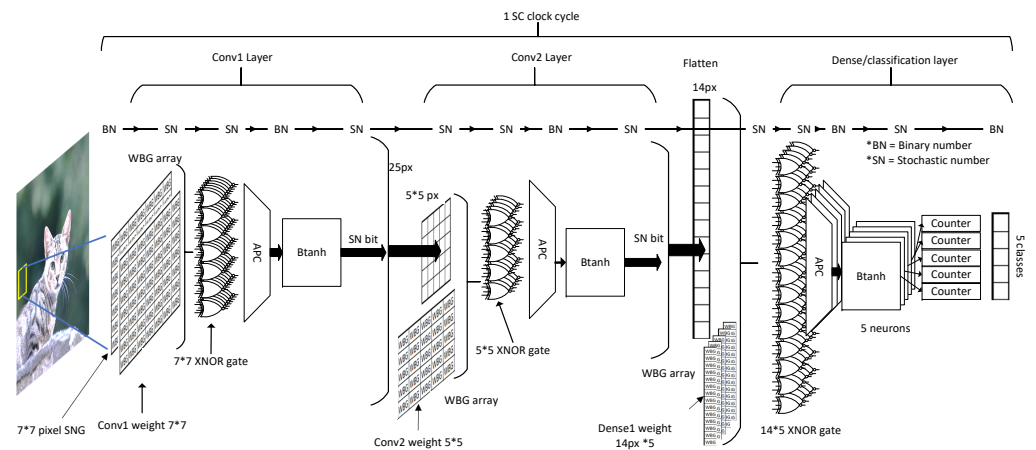 1 SC clock cycle
Conv1 Layer
Conv2 Layer
Dense/classification layer
Flatten
14px
BN
SN
SN
BN
SN
SN
SN
BN
SN
SN
SN
BN
SN
BN
*BN = Binary number
*SN = Stochastic number
WBG array
25px
5*5 px
APC
Btanh
SN bit
APC
Btanh
SN bit
APC
Btanh
Counter
Counter
Counter
Counter
Counter
5 classes
5 neurons
7*7 XNOR gate
5*5 XNOR gate
WBG array
WBG array
7*7 pixel SNG
Conv1 weight 7*7
Conv2 weight 5*5
Dense1 weight
14px *5
14*5 XNOR gate